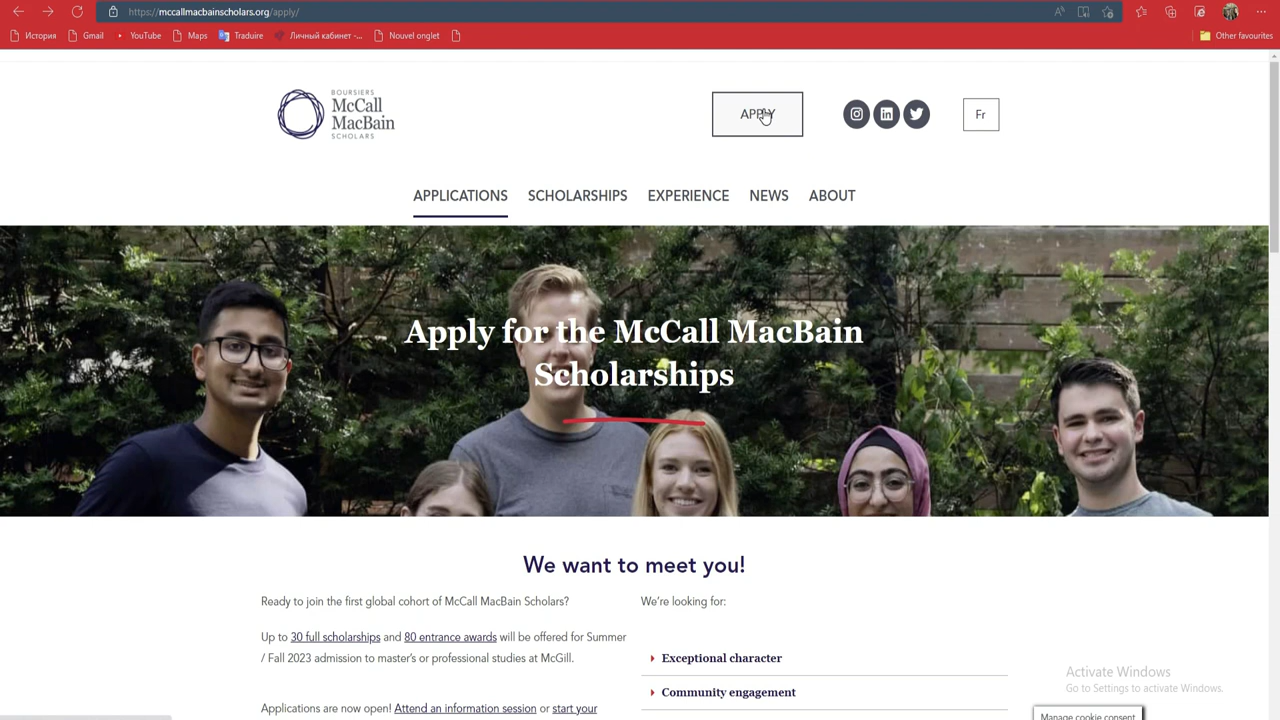 https://mccallmacbainscholars.org/apply/
История Gmail YouTube Maps Traduire Личный кабинет -... Nouvel onglet Other favourites
BOURSIERS
McCall
MacBain
SCHOLARS
APPLY
Fr
APPLICATIONS SCHOLARSHIPS EXPERIENCE NEWS ABOUT
Apply for the McCall MacBain
Scholarships
We want to meet you!
Ready to join the first global cohort of McCall MacBain Scholars?
Up to 30 full scholarships and 80 entrance awards will be offered for Summer
/ Fall 2023 admission to master's or professional studies at McGill.
Applications are now open! Attend an information session or start your
We're looking for:
Exceptional character
Community engagement
Activate Windows
Go to Settings to activate Windows.
Manage cookie consent